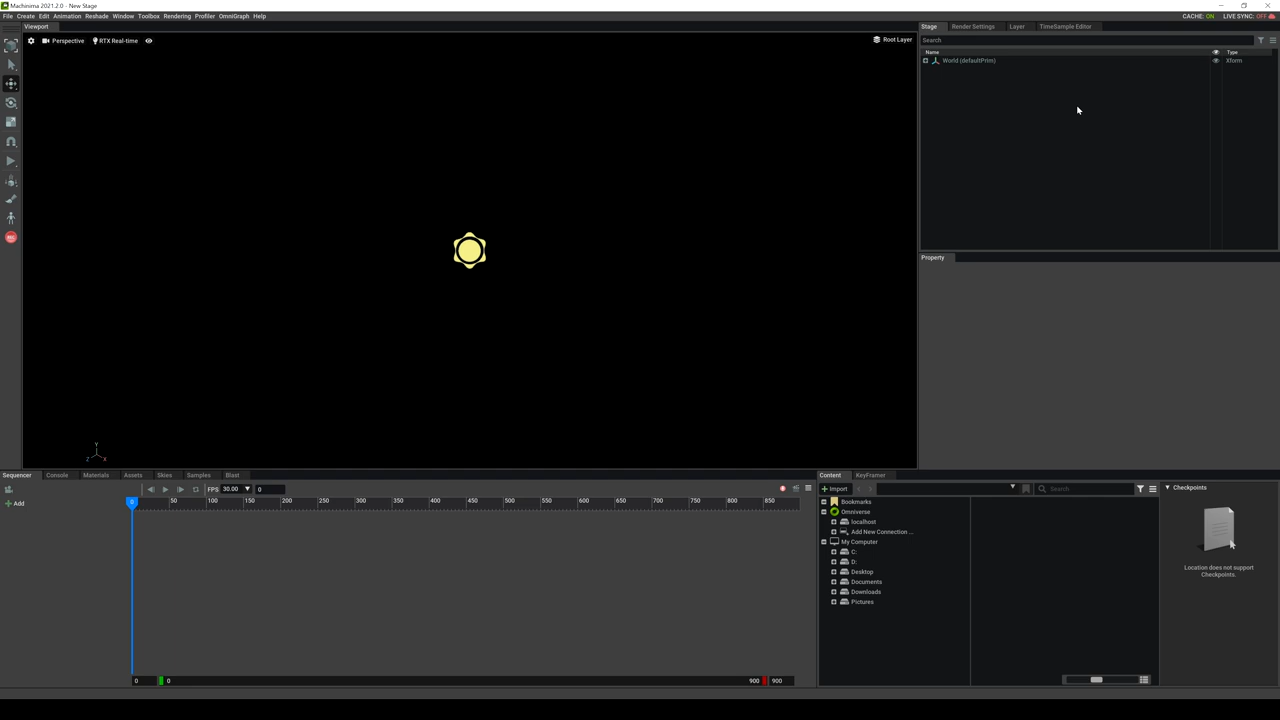 Machinima 2021.2.0 - New Stage
File Create Edit Animation Reshade Window Toolbox Rendering Profiler OmniGraph Help
CACHE: ON LIVE SYNC: OFF
Viewport
Perspective RTX Real-time
Root Layer
Stage Render Settings Layer TimeSample Editor
Search
Name Type
World (defaultPrim) Xform
Property
Y
Z X
Sequencer Console Materials Assets Skies Samples Blast
FPS 30.00 0
Add
0 50 100 150 200 250 300 350 400 450 500 550 600 650 700 750 800 850
0 0 900 900
Content KeyFramer
Import
Search
Bookmarks
Omniverse
localhost
Add New Connection ...
My Computer
C:
D:
Desktop
Documents
Downloads
Pictures
Checkpoints
Location does not support
Checkpoints.